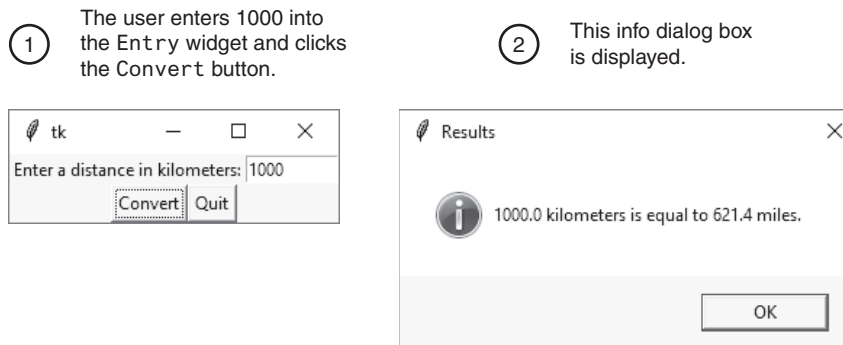 1
The user enters 1000 into
the Entry widget and clicks
the Convert button.
2
This info dialog box
is displayed.
tk
Enter a distance in kilometers: 1000
Convert Quit
Results
i
1000.0 kilometers is equal to 621.4 miles.
OK